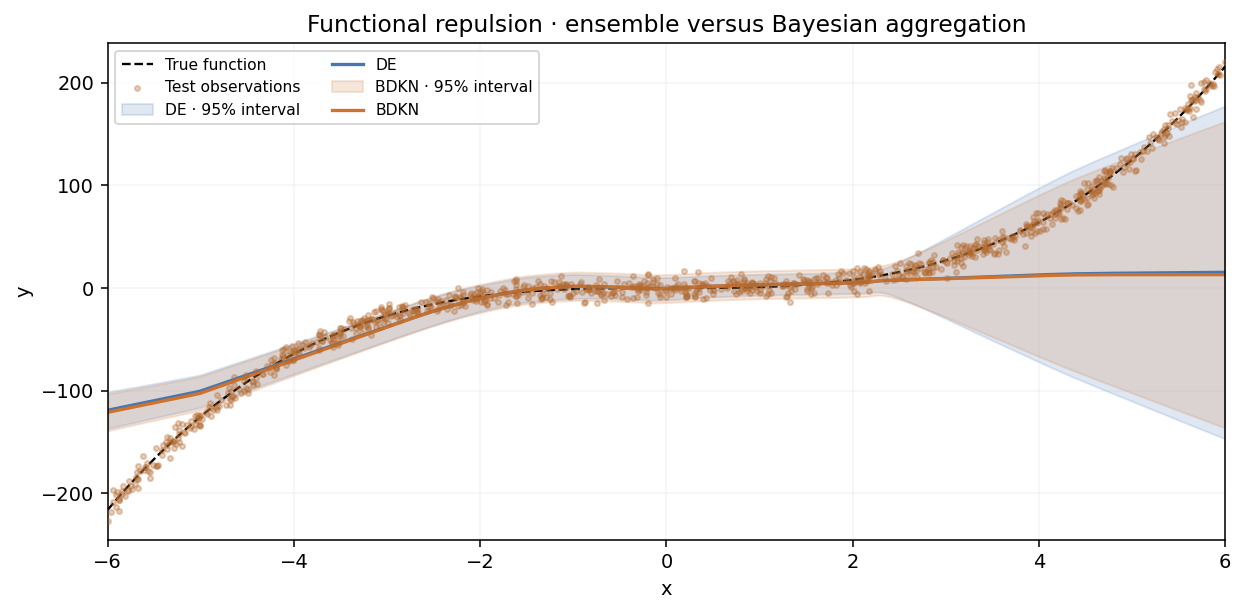 Functional repulsion · ensemble versus Bayesian aggregation
True function
Test observations
DE · 95% interval
DE
BDKN · 95% interval
BDKN
y
200
100
0
−100
−200
−6
−4
−2
0
2
4
6
x